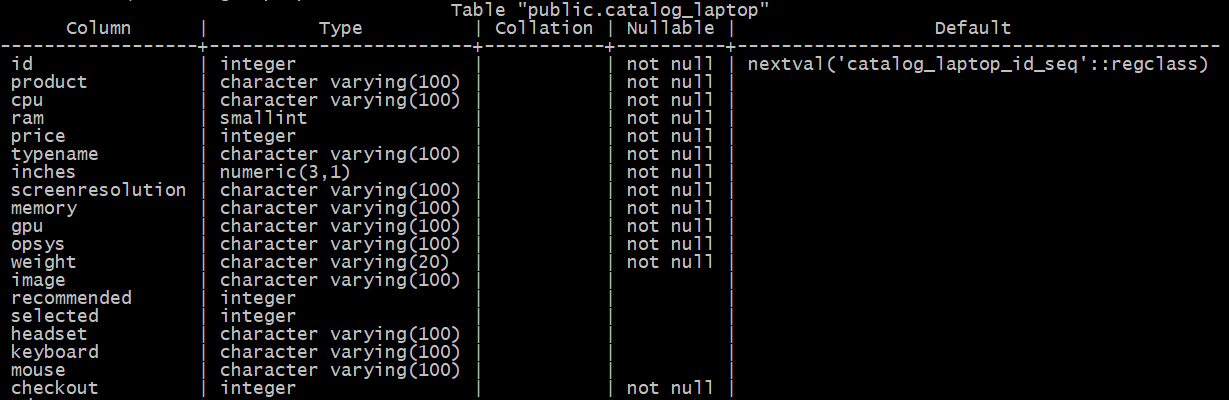 Table "public.catalog_laptop"
Column | Type | Collation | Nullable | Default
-----------------+------------------------+-----------+----------+--------------------------------------------
id | integer | | not null | nextval('catalog_laptop_id_seq'::regclass)
product | character varying(100) | | not null |
cpu | character varying(100) | | not null |
ram | smallint | | not null |
price | integer | | not null |
typename | character varying(100) | | not null |
inches | numeric(3,1) | | not null |
screenresolution | character varying(100) | | not null |
memory | character varying(100) | | not null |
gpu | character varying(100) | | not null |
opsys | character varying(100) | | not null |
weight | character varying(20) | | not null |
image | character varying(100) | | |
recommended | integer | | |
selected | integer | | |
headset | character varying(100) | | |
keyboard | character varying(100) | | |
mouse | character varying(100) | | |
checkout | integer | | not null |